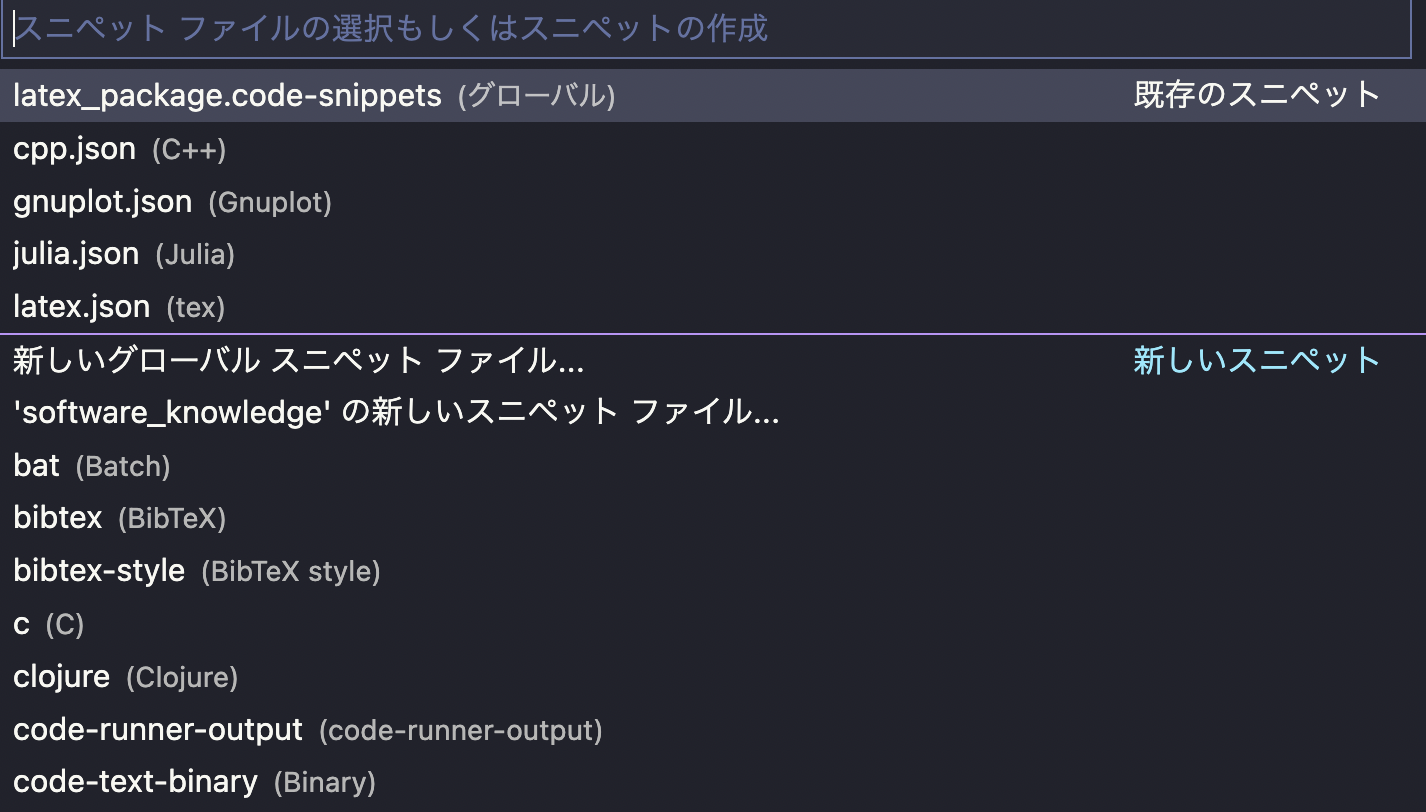 スニペット ファイルの選択もしくはスニペットの作成
latex_package.code-snippets (グローバル) 既存のスニペット
cpp.json (C++)
gnuplot.json (Gnuplot)
julia.json (Julia)
latex.json (tex)
新しいグローバル スニペット ファイル... 新しいスニペット
'software_knowledge' の新しいスニペット ファイル...
bat (Batch)
bibtex (BibTeX)
bibtex-style (BibTeX style)
c (C)
clojure (Clojure)
code-runner-output (code-runner-output)
code-text-binary (Binary)